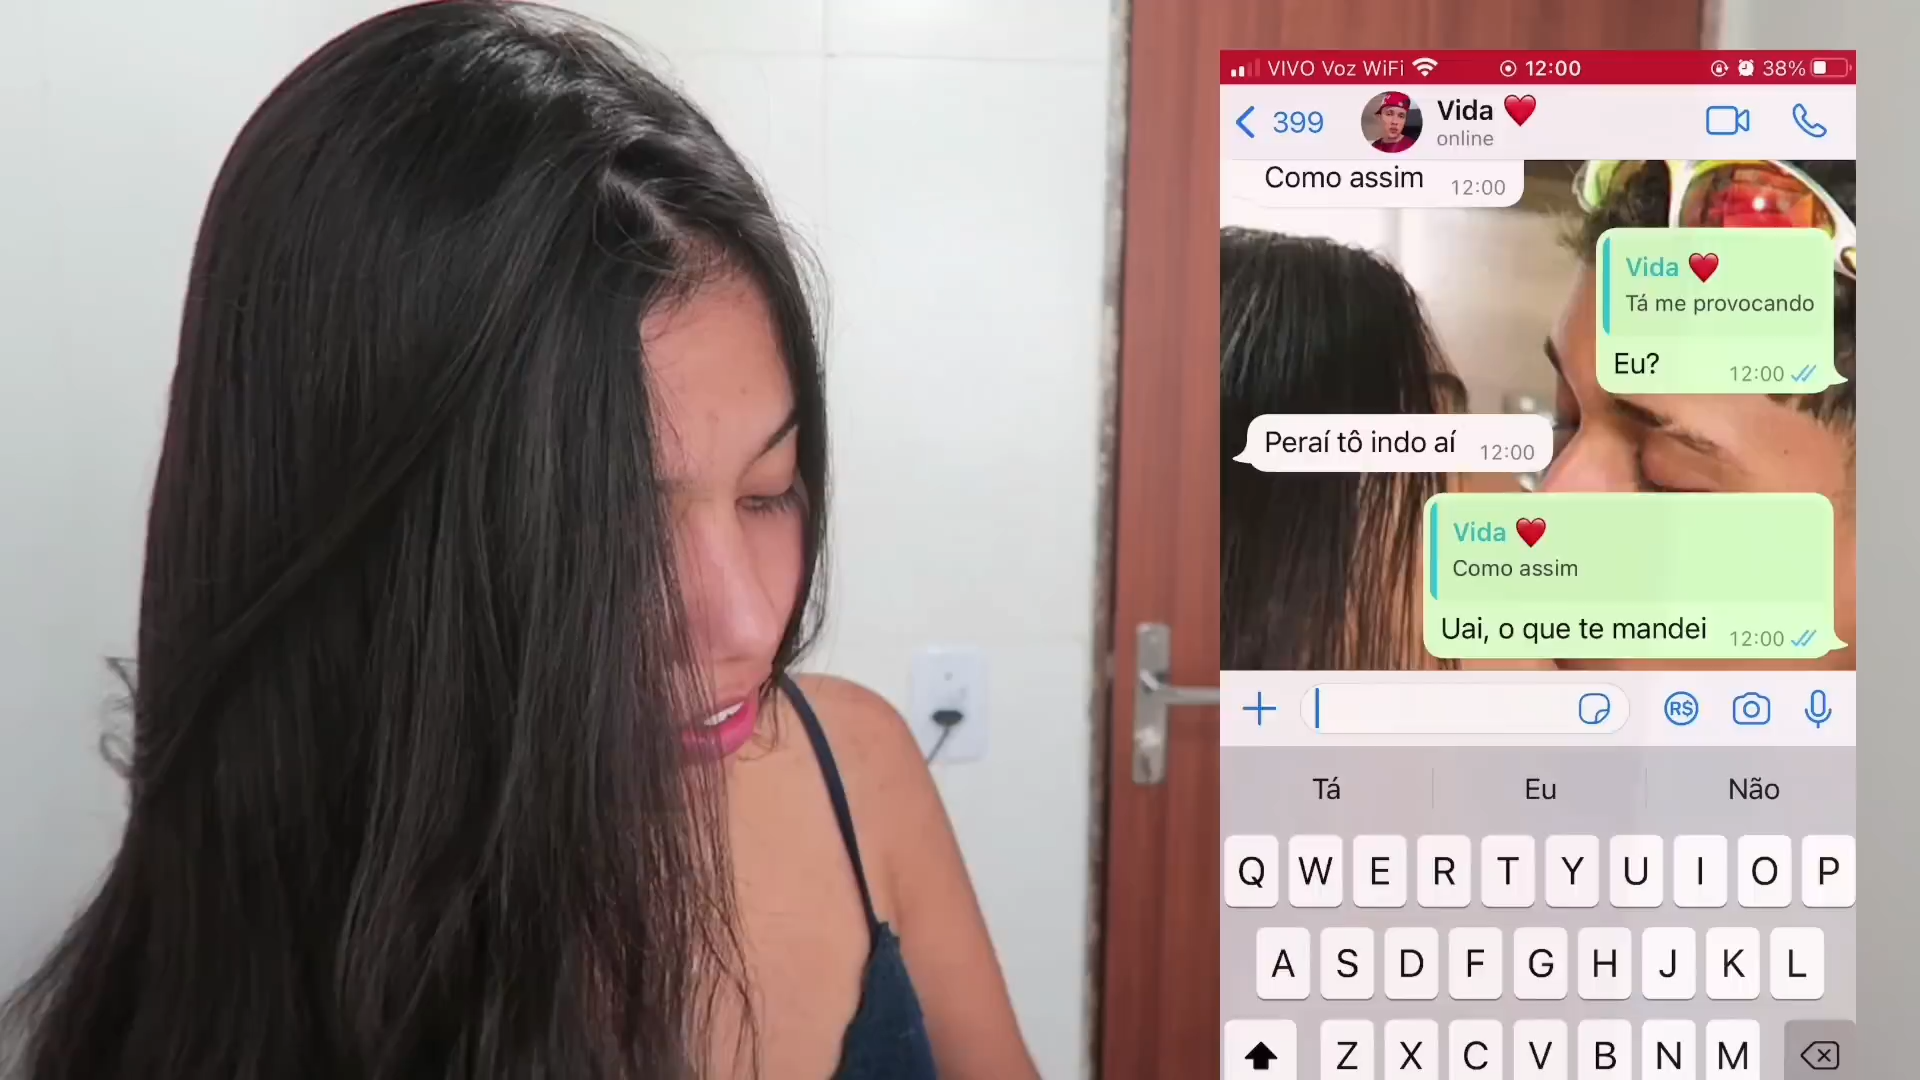 VIVO Voz WiFi 12:00 38%
399 Vida ❤️
online
Como assim 12:00
Vida ❤️
Tá me provocando
Eu? 12:00
Peraí tô indo aí 12:00
Vida ❤️
Como assim
Uai, o que te mandei 12:00
R$
Tá Eu Não
Q W E R T Y U I O P
A S D F G H J K L
Z X C V B N M